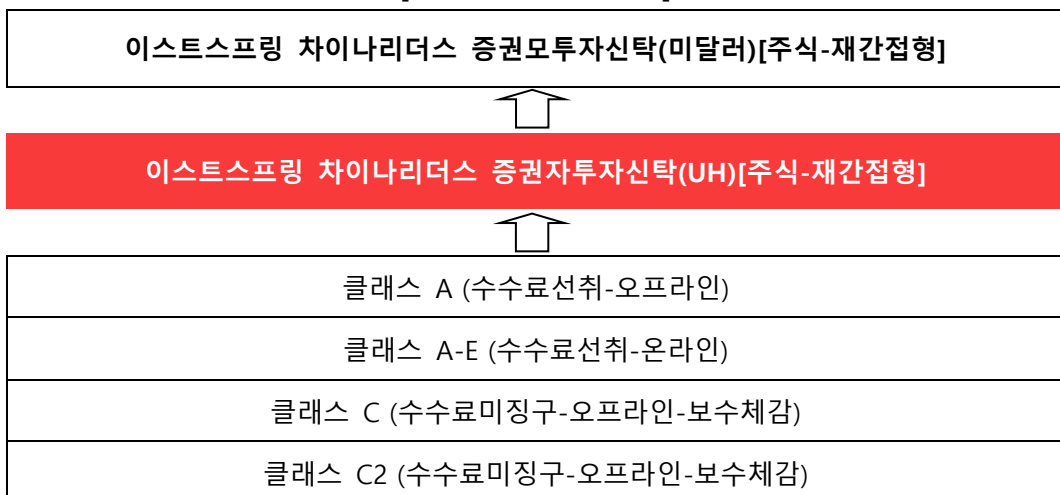 이스트스프링 차이나리더스 증권모투자신탁(미달러)[주식-재간접형]
이스트스프링 차이나리더스 증권자투자신탁(UH)[주식-재간접형]
클래스 A (수수료선취-오프라인)
클래스 A-E (수수료선취-온라인)
클래스 C (수수료미징구-오프라인-보수체감)
클래스 C2 (수수료미징구-오프라인-보수체감)